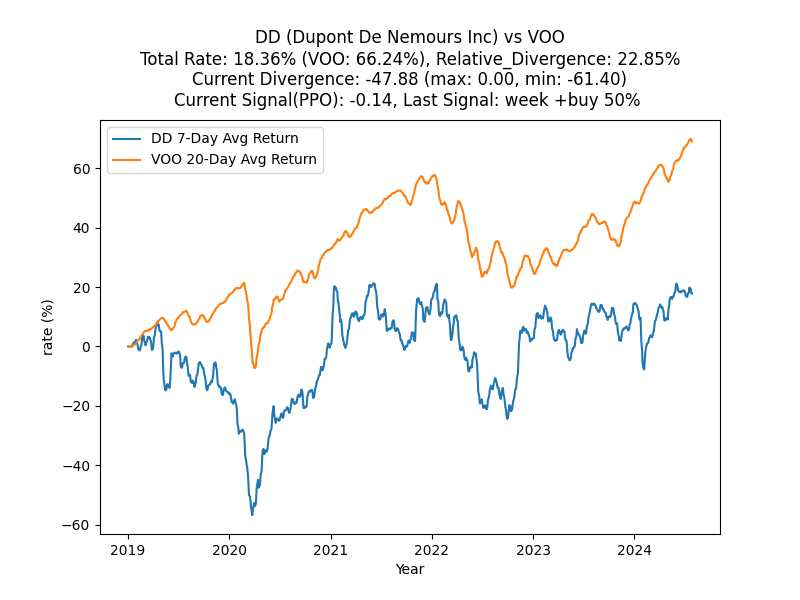 DD (Dupont De Nemours Inc) vs VOO
Total Rate: 18.36% (VOO: 66.24%), Relative_Divergence: 22.85%
Current Divergence: -47.88 (max: 0.00, min: -61.40)
Current Signal(PPO): -0.14, Last Signal: week +buy 50%
DD 7-Day Avg Return
VOO 20-Day Avg Return
60
40
20
0
−20
−40
−60
rate (%)
2019 2020 2021 2022 2023 2024
Year